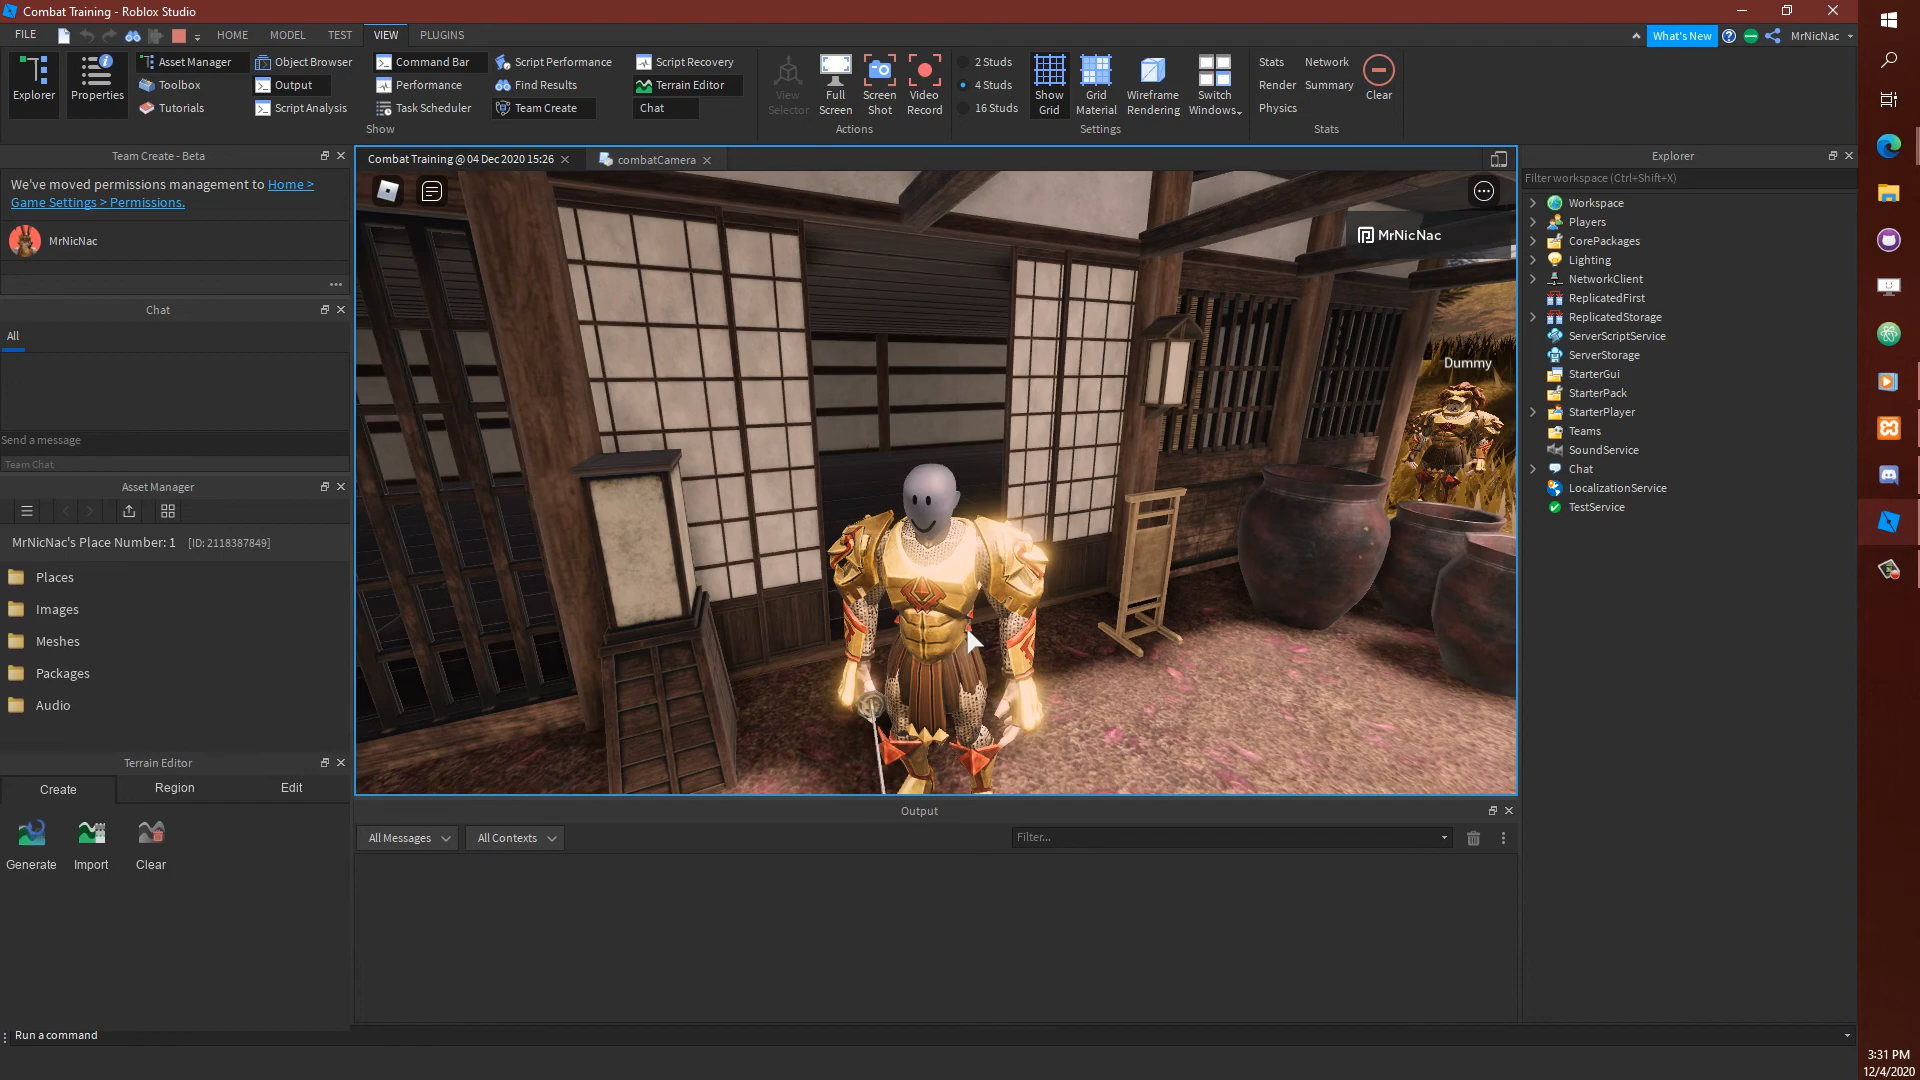 Combat Training - Roblox Studio
FILE HOME MODEL TEST VIEW PLUGINS What's New MrNicNac
Explorer
Properties
Asset Manager
Toolbox
Tutorials
Object Browser
Output
Script Analysis
Command Bar
Performance
Task Scheduler
Script Performance
Find Results
Team Create
Script Recovery
Terrain Editor
Chat
Show
View
Selector
Full
Screen
Screen
Shot
Video
Record
Actions
2 Studs
4 Studs
16 Studs
Show
Grid
Grid
Material
Wireframe
Rendering
Switch
Windows
Settings
Stats Network
Render Summary
Physics
Clear
Stats
Team Create - Beta
We've moved permissions management to Home >
Game Settings > Permissions.
MrNicNac
Chat
All
Send a message
Team Chat
Asset Manager
MrNicNac's Place Number: 1 [ID: 2118387849]
Places
Images
Meshes
Packages
Audio
Terrain Editor
Create Region Edit
Generate Import Clear
Combat Training @ 04 Dec 2020 15:26
combatCamera
MrNicNac
Dummy
Output
All Messages All Contexts Filter...
Explorer
Filter workspace (Ctrl+Shift+X)
Workspace
Players
CorePackages
Lighting
NetworkClient
ReplicatedFirst
ReplicatedStorage
ServerScriptService
ServerStorage
StarterGui
StarterPack
StarterPlayer
Teams
SoundService
Chat
LocalizationService
TestService
Run a command
3:31 PM
12/4/2020